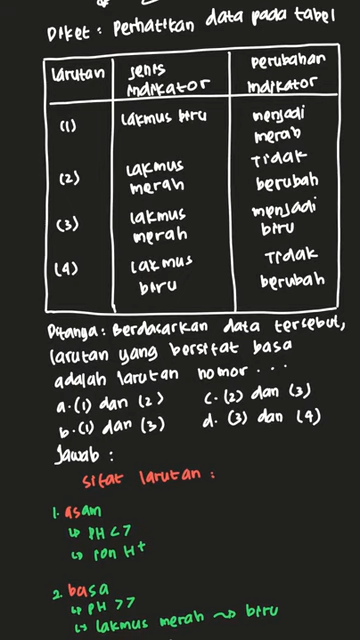 Diket : Perhatikan data pada tabel
larutan
Jenis
Indikator
perubahan
Indikator
(1)
lakmus biru
menjadi
merah
(2)
lakmus
merah
Tidak
berubah
(3)
lakmus
merah
menjadi
biru
(4)
lakmus
biru
Tidak
berubah
Ditanya : Berdasarkan data tersebut,
larutan yang bersifat basa
adalah larutan nomor . . .
a. (1) dan (2) c. (2) dan (3)
b. (1) dan (3) d. (3) dan (4)
Jawab :
Sifat larutan :
1. asam
↳ PH < 7
↳ ion H+
2. basa
↳ PH > 7
↳ lakmus merah ~> biru